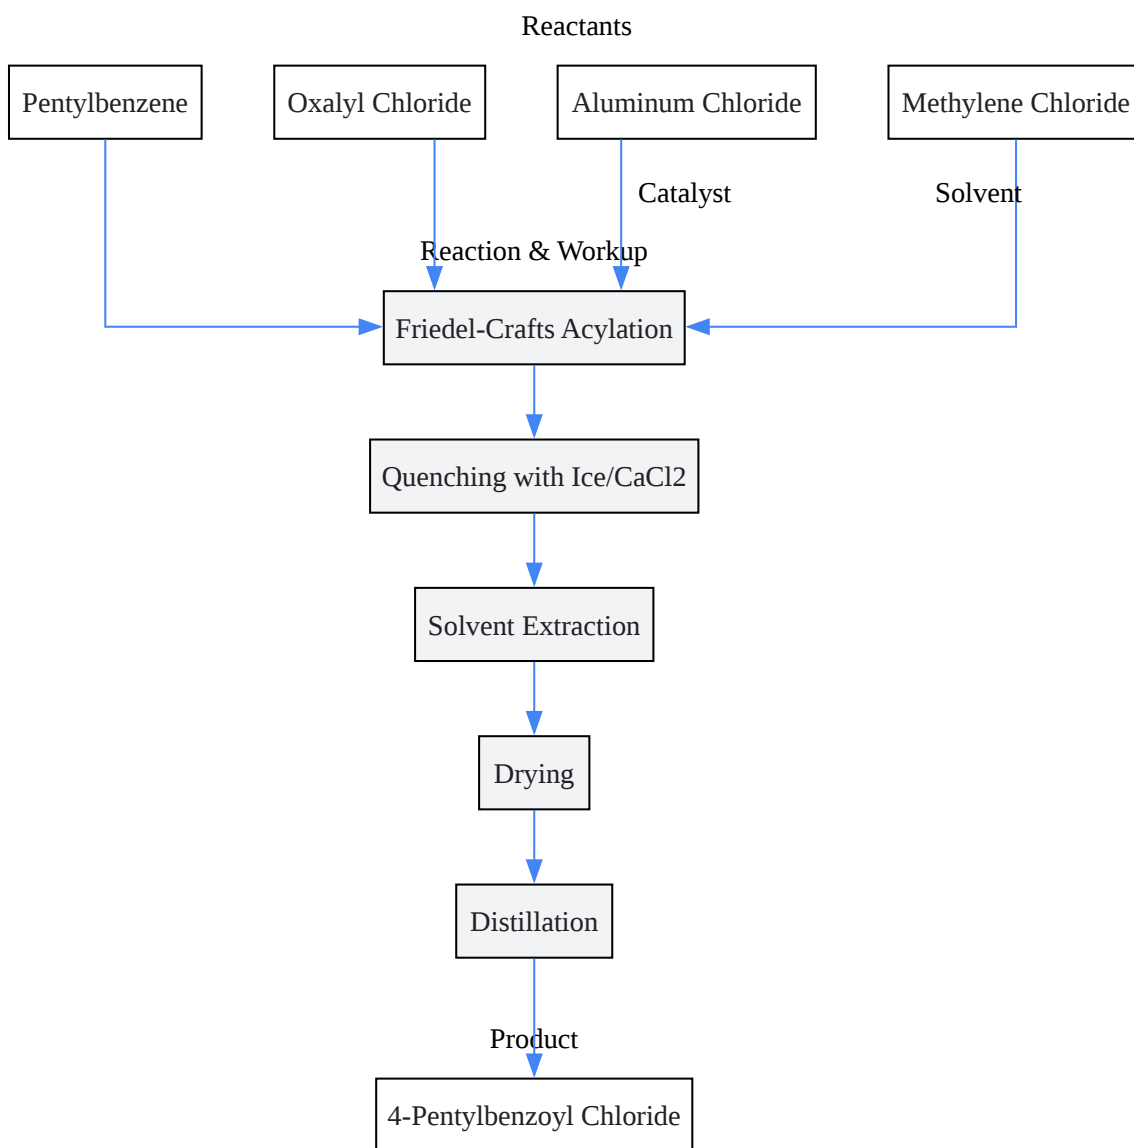 Reactants
Pentylbenzene
Oxalyl Chloride
Aluminum Chloride
Methylene Chloride
Catalyst
Solvent
Reaction & Workup
Friedel-Crafts Acylation
Quenching with Ice/CaCl2
Solvent Extraction
Drying
Distillation
Product
4-Pentylbenzoyl Chloride